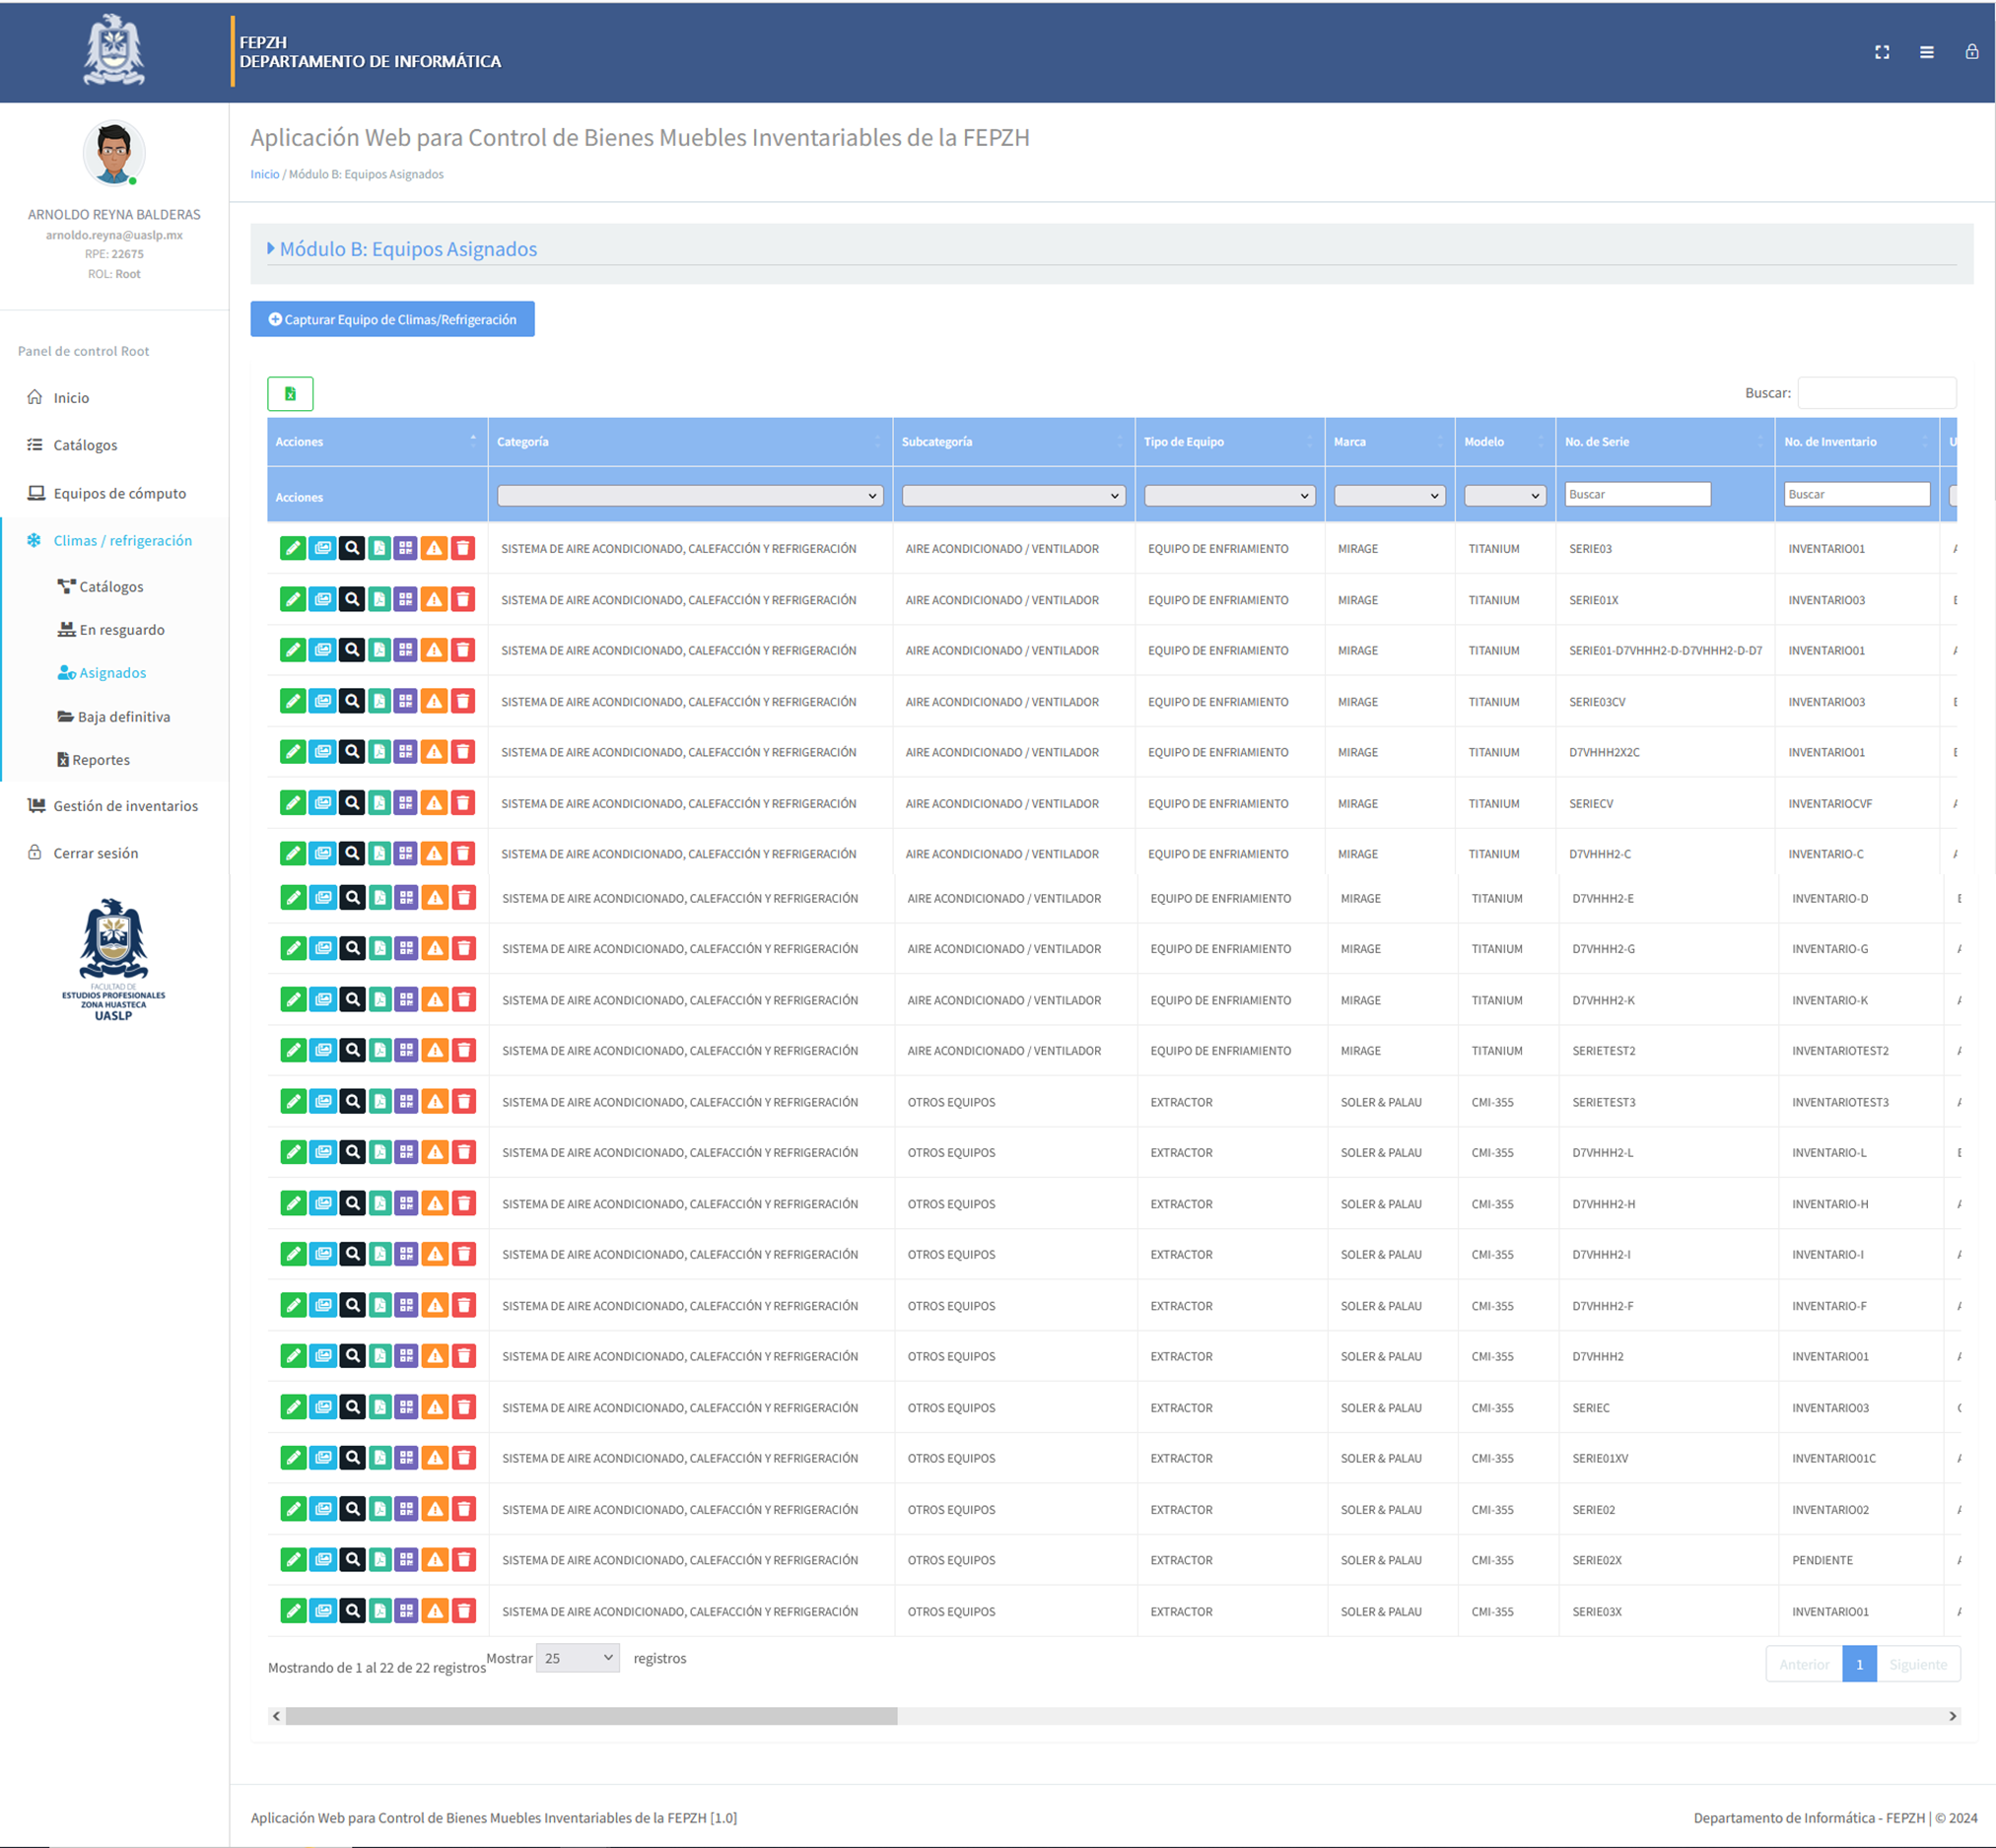 FEPZH
DEPARTAMENTO DE INFORMÁTICA
ARNOLDO REYNA BALDERAS
arnoldo.reyna@uaslp.mx
RPE: 22675
ROL: Root
Panel de control Root
Inicio
Catálogos
Equipos de cómputo
Climas / refrigeración
Catálogos
En resguardo
Asignados
Baja definitiva
Reportes
Gestión de inventarios
Cerrar sesión
FACULTAD DE
ESTUDIOS PROFESIONALES
ZONA HUASTECA
UASLP
Aplicación Web para Control de Bienes Muebles Inventariables de la FEPZH
Inicio / Módulo B: Equipos Asignados
Módulo B: Equipos Asignados
Capturar Equipo de Climas/Refrigeración
Buscar:
Acciones Categoría Subcategoría Tipo de Equipo Marca Modelo No. de Serie No. de Inventario U
Acciones Buscar Buscar
SISTEMA DE AIRE ACONDICIONADO, CALEFACCIÓN Y REFRIGERACIÓN AIRE ACONDICIONADO / VENTILADOR EQUIPO DE ENFRIAMIENTO MIRAGE TITANIUM SERIE03 INVENTARIO01
SISTEMA DE AIRE ACONDICIONADO, CALEFACCIÓN Y REFRIGERACIÓN AIRE ACONDICIONADO / VENTILADOR EQUIPO DE ENFRIAMIENTO MIRAGE TITANIUM SERIE01X INVENTARIO03
SISTEMA DE AIRE ACONDICIONADO, CALEFACCIÓN Y REFRIGERACIÓN AIRE ACONDICIONADO / VENTILADOR EQUIPO DE ENFRIAMIENTO MIRAGE TITANIUM SERIE01-D7VHHH2-D-D7VHHH2-D-D7 INVENTARIO01
SISTEMA DE AIRE ACONDICIONADO, CALEFACCIÓN Y REFRIGERACIÓN AIRE ACONDICIONADO / VENTILADOR EQUIPO DE ENFRIAMIENTO MIRAGE TITANIUM SERIE03CV INVENTARIO03
SISTEMA DE AIRE ACONDICIONADO, CALEFACCIÓN Y REFRIGERACIÓN AIRE ACONDICIONADO / VENTILADOR EQUIPO DE ENFRIAMIENTO MIRAGE TITANIUM D7VHHH2X2C INVENTARIO01
SISTEMA DE AIRE ACONDICIONADO, CALEFACCIÓN Y REFRIGERACIÓN AIRE ACONDICIONADO / VENTILADOR EQUIPO DE ENFRIAMIENTO MIRAGE TITANIUM SERIECV INVENTARIOCVF
SISTEMA DE AIRE ACONDICIONADO, CALEFACCIÓN Y REFRIGERACIÓN AIRE ACONDICIONADO / VENTILADOR EQUIPO DE ENFRIAMIENTO MIRAGE TITANIUM D7VHHH2-C INVENTARIO-C
SISTEMA DE AIRE ACONDICIONADO, CALEFACCIÓN Y REFRIGERACIÓN AIRE ACONDICIONADO / VENTILADOR EQUIPO DE ENFRIAMIENTO MIRAGE TITANIUM D7VHHH2-E INVENTARIO-D
SISTEMA DE AIRE ACONDICIONADO, CALEFACCIÓN Y REFRIGERACIÓN AIRE ACONDICIONADO / VENTILADOR EQUIPO DE ENFRIAMIENTO MIRAGE TITANIUM D7VHHH2-G INVENTARIO-G
SISTEMA DE AIRE ACONDICIONADO, CALEFACCIÓN Y REFRIGERACIÓN AIRE ACONDICIONADO / VENTILADOR EQUIPO DE ENFRIAMIENTO MIRAGE TITANIUM D7VHHH2-K INVENTARIO-K
SISTEMA DE AIRE ACONDICIONADO, CALEFACCIÓN Y REFRIGERACIÓN AIRE ACONDICIONADO / VENTILADOR EQUIPO DE ENFRIAMIENTO MIRAGE TITANIUM SERIETEST2 INVENTARIOTEST2
SISTEMA DE AIRE ACONDICIONADO, CALEFACCIÓN Y REFRIGERACIÓN OTROS EQUIPOS EXTRACTOR SOLER & PALAU CMI-355 SERIETEST3 INVENTARIOTEST3
SISTEMA DE AIRE ACONDICIONADO, CALEFACCIÓN Y REFRIGERACIÓN OTROS EQUIPOS EXTRACTOR SOLER & PALAU CMI-355 D7VHHH2-L INVENTARIO-L
SISTEMA DE AIRE ACONDICIONADO, CALEFACCIÓN Y REFRIGERACIÓN OTROS EQUIPOS EXTRACTOR SOLER & PALAU CMI-355 D7VHHH2-H INVENTARIO-H
SISTEMA DE AIRE ACONDICIONADO, CALEFACCIÓN Y REFRIGERACIÓN OTROS EQUIPOS EXTRACTOR SOLER & PALAU CMI-355 D7VHHH2-I INVENTARIO-I
SISTEMA DE AIRE ACONDICIONADO, CALEFACCIÓN Y REFRIGERACIÓN OTROS EQUIPOS EXTRACTOR SOLER & PALAU CMI-355 D7VHHH2-F INVENTARIO-F
SISTEMA DE AIRE ACONDICIONADO, CALEFACCIÓN Y REFRIGERACIÓN OTROS EQUIPOS EXTRACTOR SOLER & PALAU CMI-355 D7VHHH2 INVENTARIO01
SISTEMA DE AIRE ACONDICIONADO, CALEFACCIÓN Y REFRIGERACIÓN OTROS EQUIPOS EXTRACTOR SOLER & PALAU CMI-355 SERIEC INVENTARIO03
SISTEMA DE AIRE ACONDICIONADO, CALEFACCIÓN Y REFRIGERACIÓN OTROS EQUIPOS EXTRACTOR SOLER & PALAU CMI-355 SERIE01XV INVENTARIO01C
SISTEMA DE AIRE ACONDICIONADO, CALEFACCIÓN Y REFRIGERACIÓN OTROS EQUIPOS EXTRACTOR SOLER & PALAU CMI-355 SERIE02 INVENTARIO02
SISTEMA DE AIRE ACONDICIONADO, CALEFACCIÓN Y REFRIGERACIÓN OTROS EQUIPOS EXTRACTOR SOLER & PALAU CMI-355 SERIE02X PENDIENTE
SISTEMA DE AIRE ACONDICIONADO, CALEFACCIÓN Y REFRIGERACIÓN OTROS EQUIPOS EXTRACTOR SOLER & PALAU CMI-355 SERIE03X INVENTARIO01
Mostrando de 1 al 22 de 22 registros Mostrar 25 registros Anterior 1 Siguiente
Aplicación Web para Control de Bienes Muebles Inventariables de la FEPZH [1.0] Departamento de Informática - FEPZH | © 2024